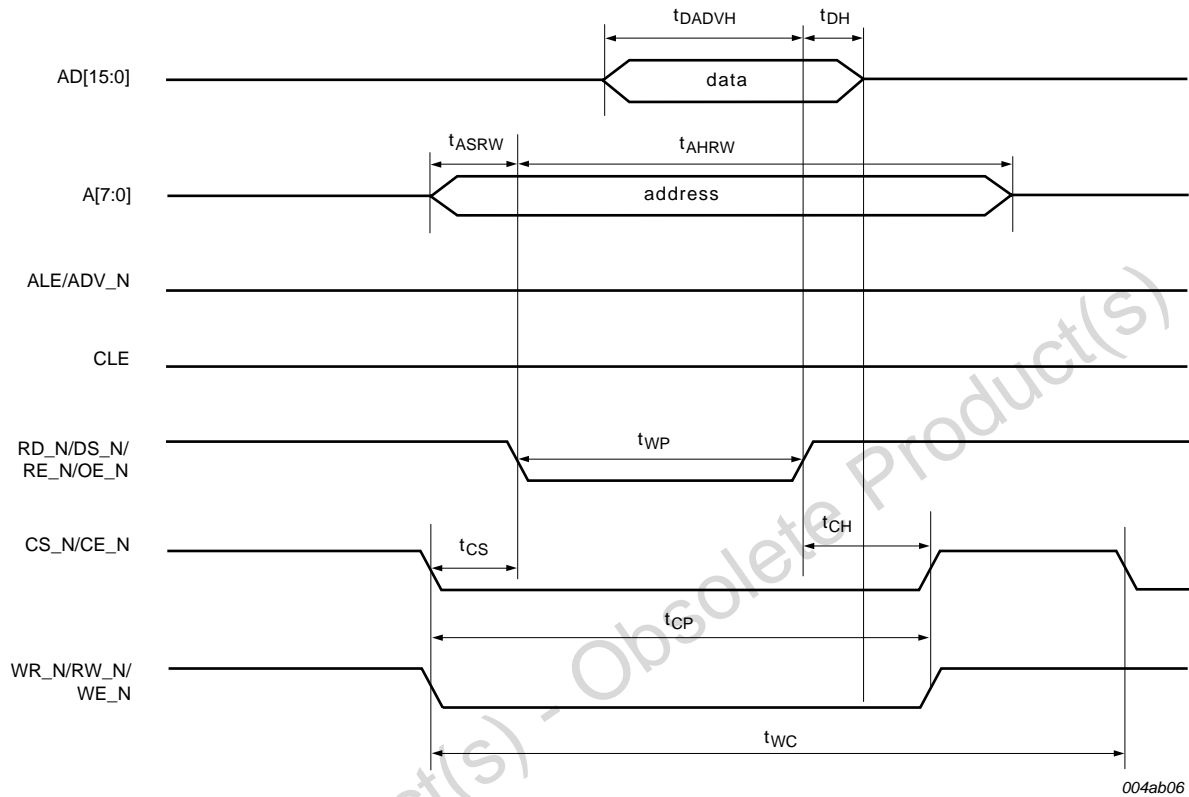 tDADVH
tDH
AD[15:0]
data
tASRW
tAHRW
A[7:0]
address
ALE/ADV_N
CLE
RD_N/DS_N/
RE_N/OE_N
tWP
CS_N/CE_N
tCS
tCH
tCP
WR_N/RW_N/
WE_N
tWC
004ab06
ct(s) - Obsolete Product(s)